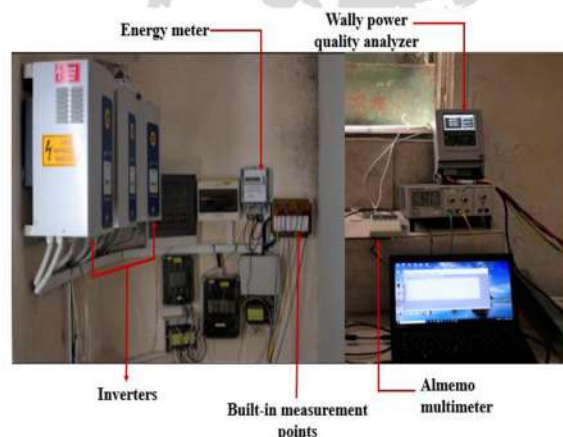 Energy meter
Wally power
quality analyzer
Inverters
Built-in measurement
points
Almemo
multimeter